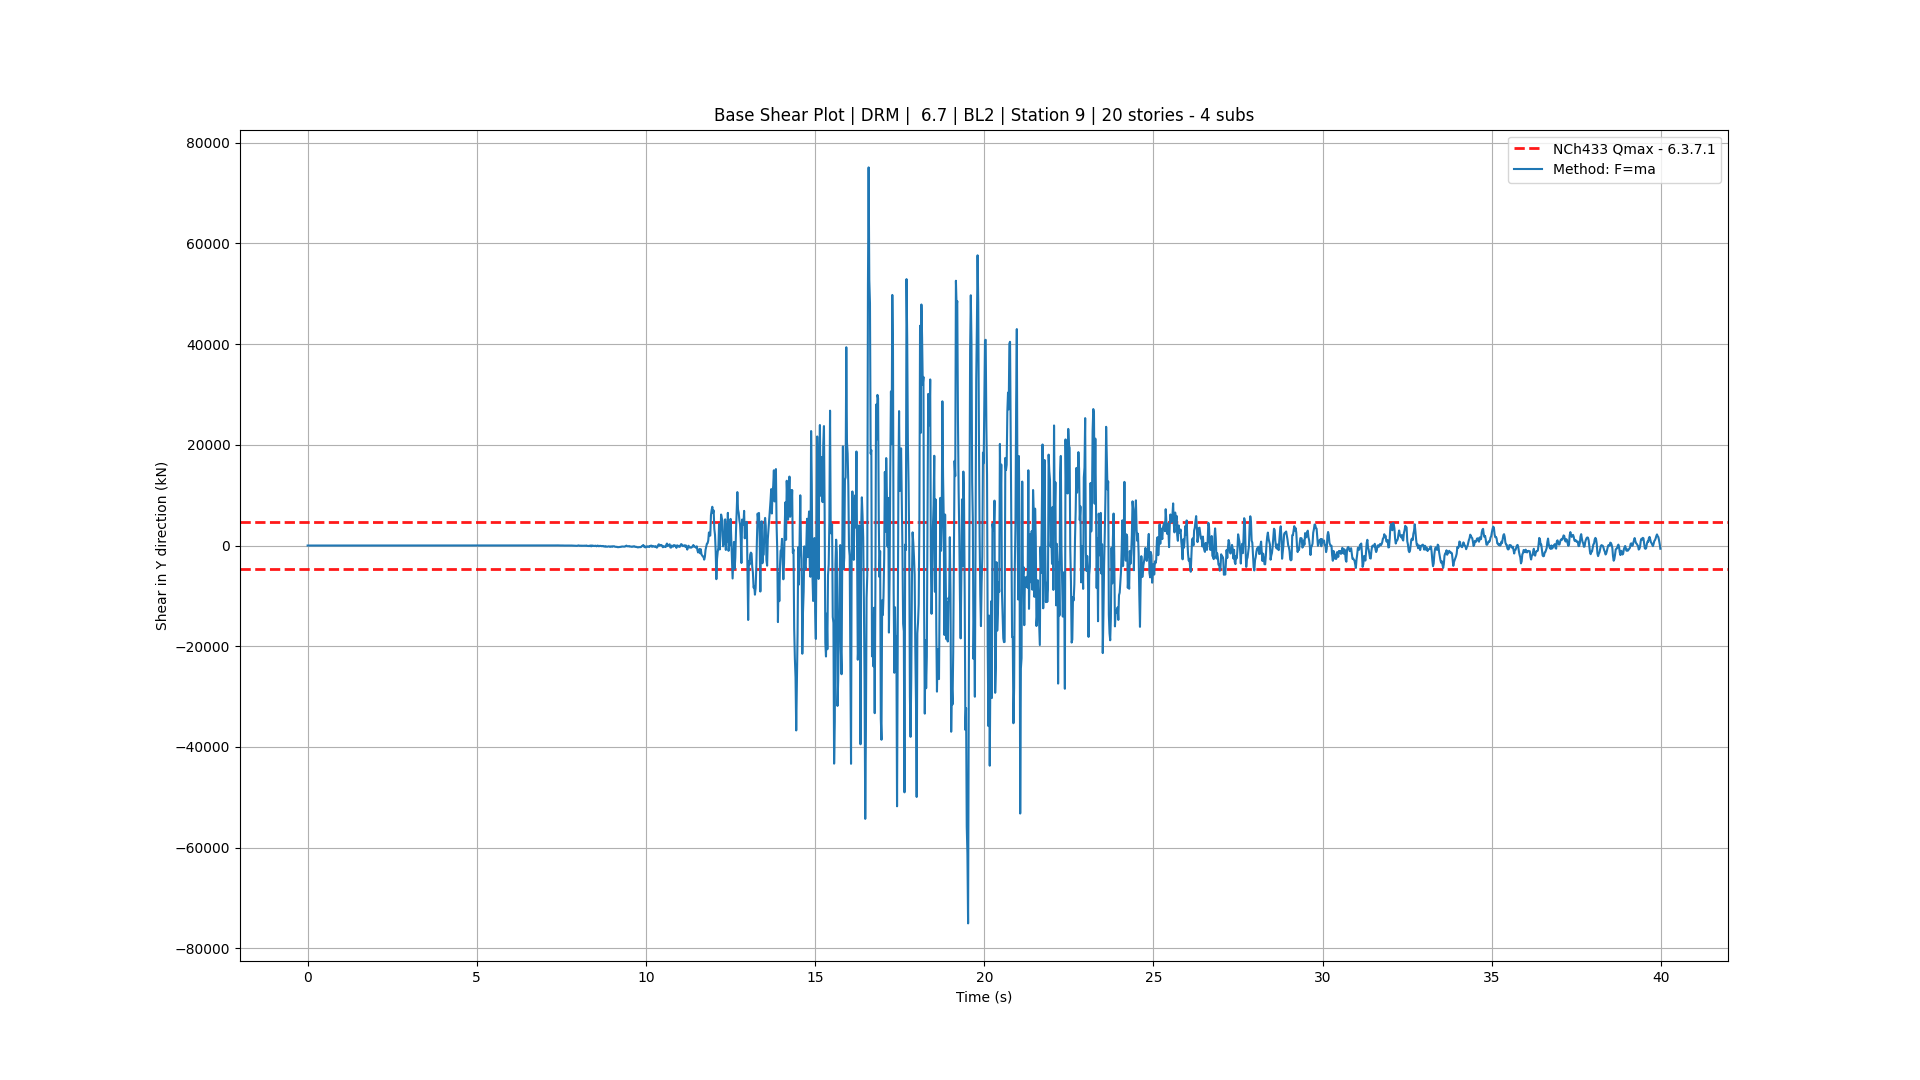 Base Shear Plot | DRM |  6.7 | BL2 | Station 9 | 20 stories - 4 subs
NCh433 Qmax - 6.3.7.1
Method: F=ma
Shear in Y direction (kN)
80000
60000
40000
20000
0
−20000
−40000
−60000
−80000
0 5 10 15 20 25 30 35 40
Time (s)